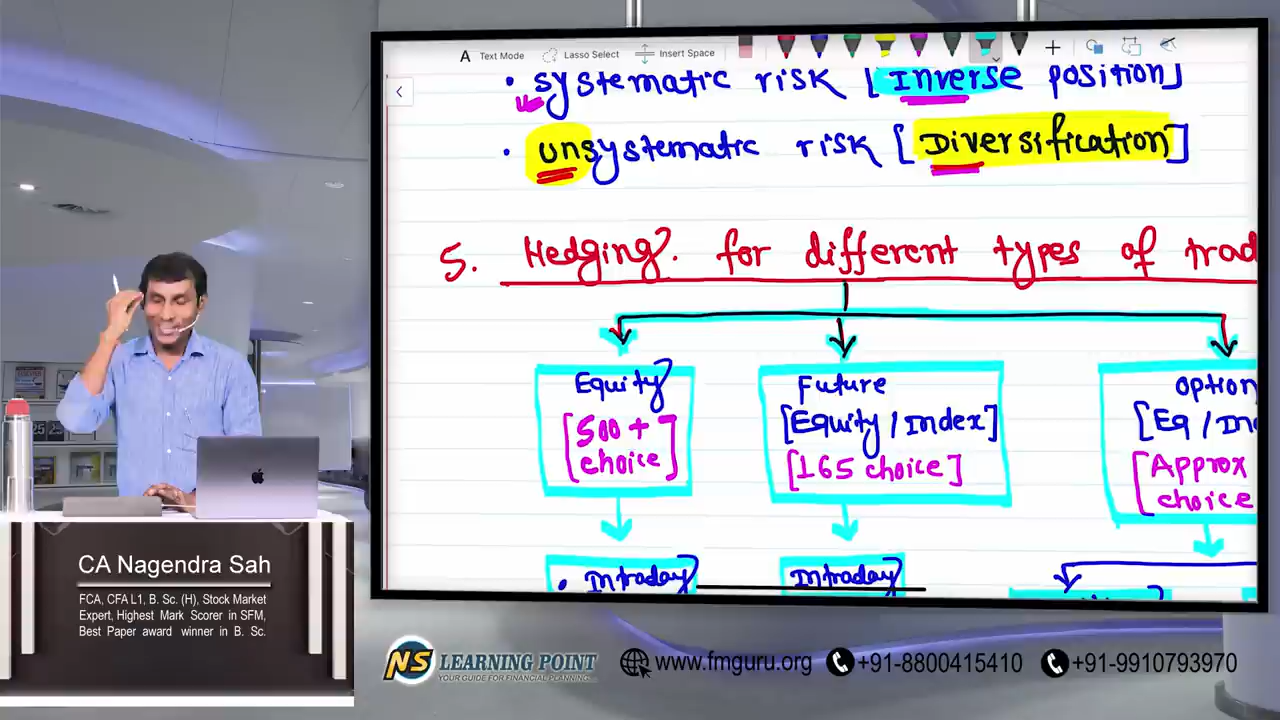 A Text Mode Lasso Select Insert Space
• systematic risk [Inverse position]
• unsystematic risk [Diversification]
5. Hedging for different types of trad
Equity
[500+
choice]
Future
[Equity / Index]
[165 choice]
Option
[Eq / In
[Approx
choice
• Intraday
Intraday
CA Nagendra Sah
FCA, CFA L1, B. Sc. (H), Stock Market
Expert, Highest Mark Scorer in SFM,
Best Paper award winner in B. Sc.
NS LEARNING POINT
YOUR GUIDE FOR FINANCIAL PLANNING
www.fmguru.org +91-8800415410 +91-9910793970